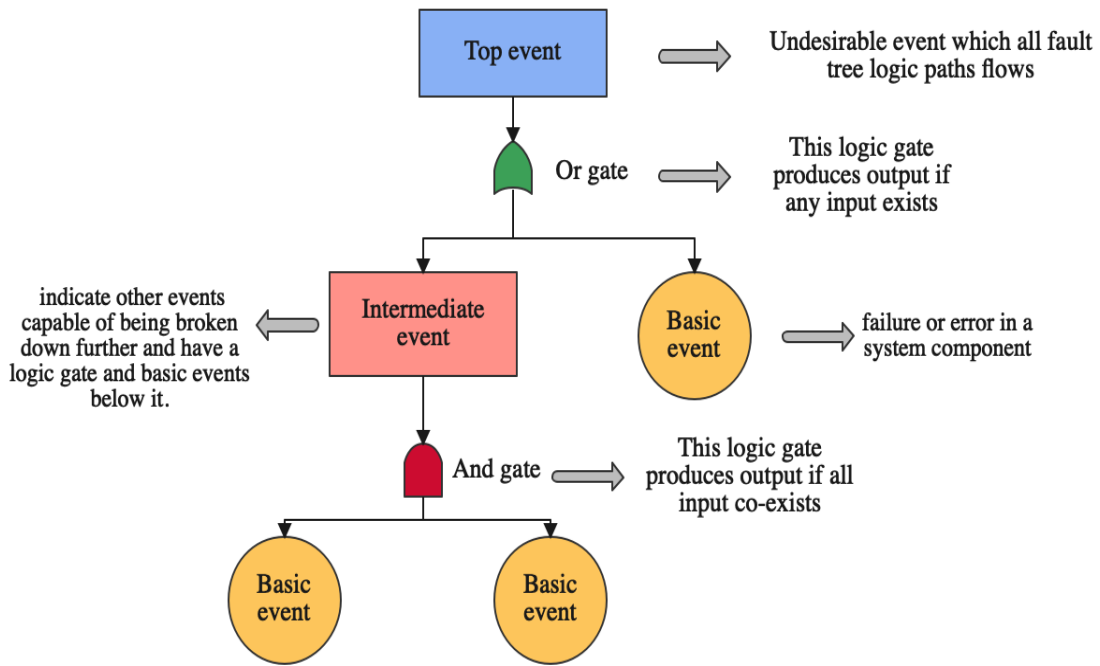 Top event
Undesirable event which all fault
tree logic paths flows
Or gate
This logic gate
produces output if
any input exists
indicate other events
capable of being broken
down further and have a
logic gate and basic events
below it.
Intermediate
event
Basic
event
failure or error in a
system component
And gate
This logic gate
produces output if all
input co-exists
Basic
event
Basic
event